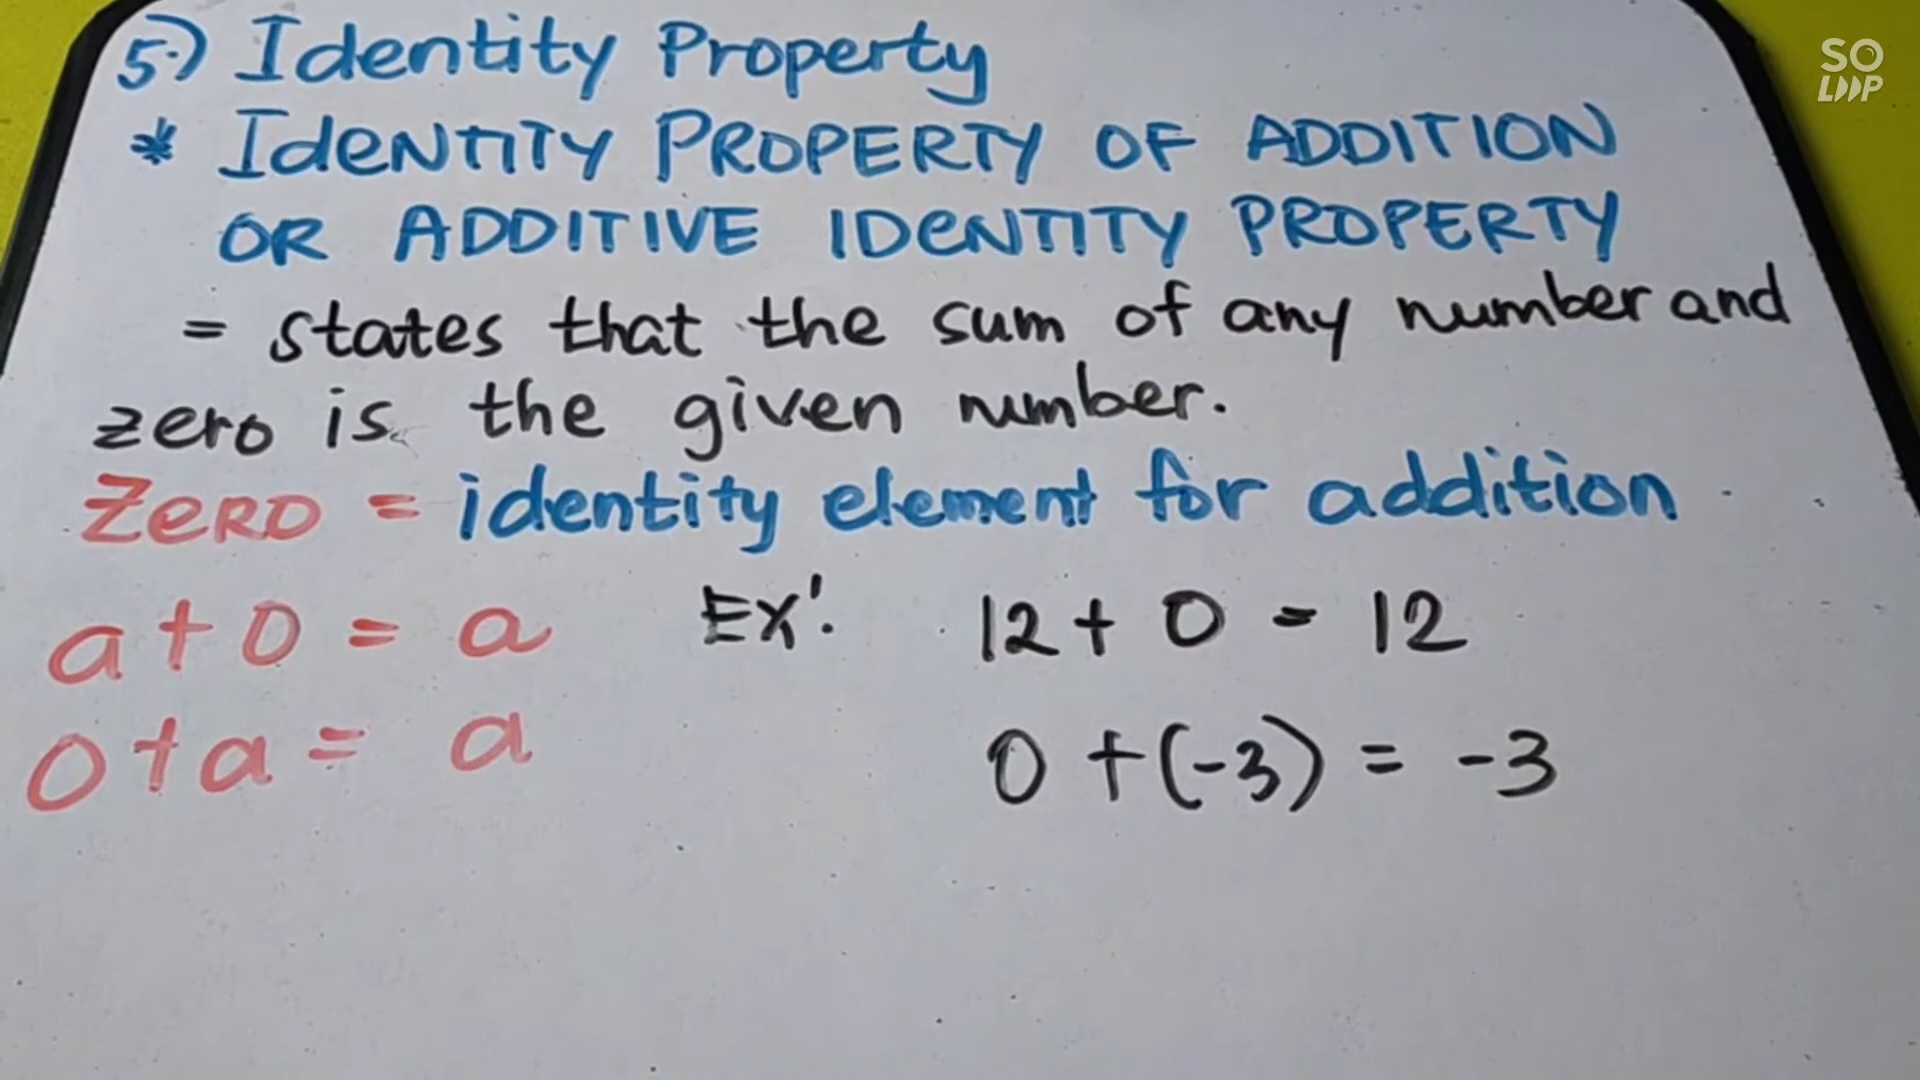 5.) Identity Property
* IdeNTITY PROPERTY OF ADDITION
OR ADDITIVE IDeNTITY PROPERTY
= states that the sum of any number and
zero is the given number.
ZeRO = identity element for addition
a + 0 = a EX: 12 + 0 = 12
0 + a = a 0 + (-3) = -3
SO
LOOP